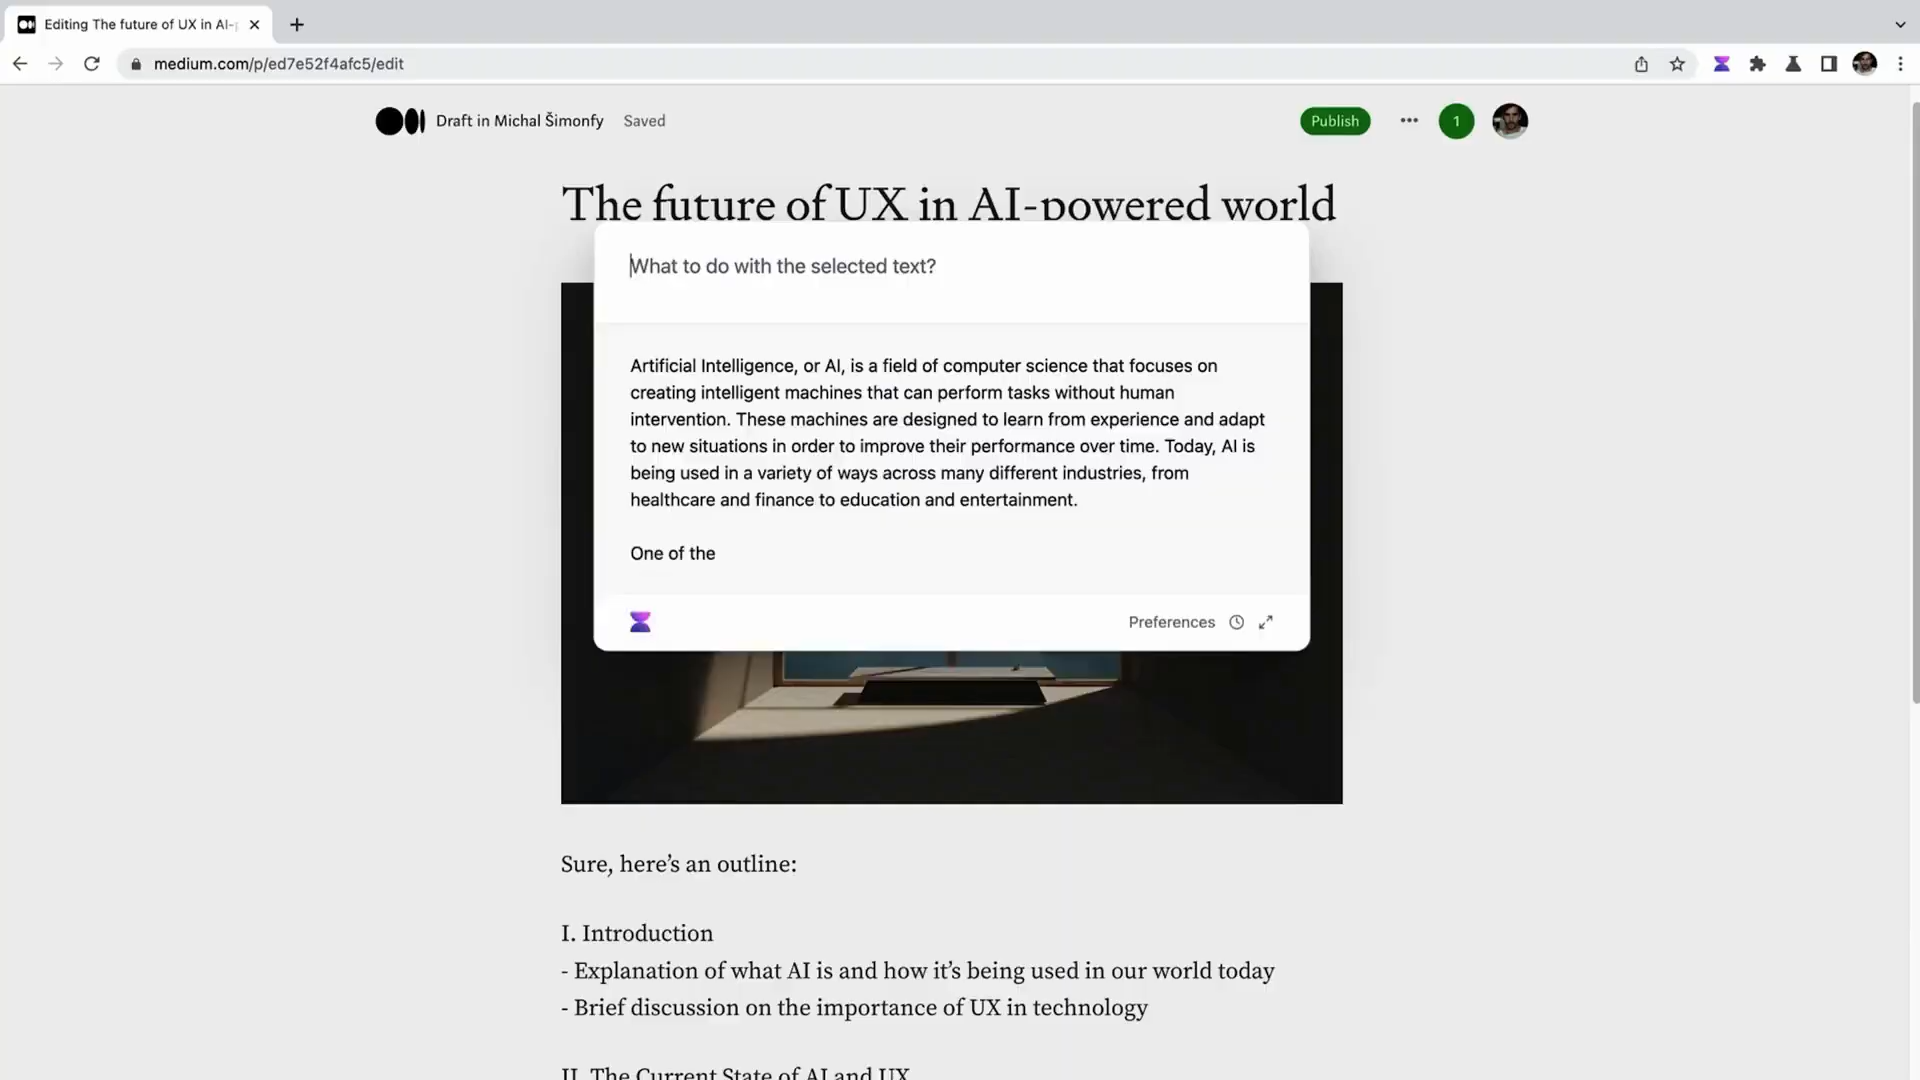 Editing The future of UX in AI-p
medium.com/p/ed7e52f4afc5/edit
Draft in Michal Šimonfy Saved
Publish
1
The future of UX in AI-powered world
What to do with the selected text?
Artificial Intelligence, or AI, is a field of computer science that focuses on
creating intelligent machines that can perform tasks without human
intervention. These machines are designed to learn from experience and adapt
to new situations in order to improve their performance over time. Today, AI is
being used in a variety of ways across many different industries, from
healthcare and finance to education and entertainment.
One of the
Preferences
Sure, here’s an outline:
I. Introduction
- Explanation of what AI is and how it’s being used in our world today
- Brief discussion on the importance of UX in technology
II. The Current State of AI and UX